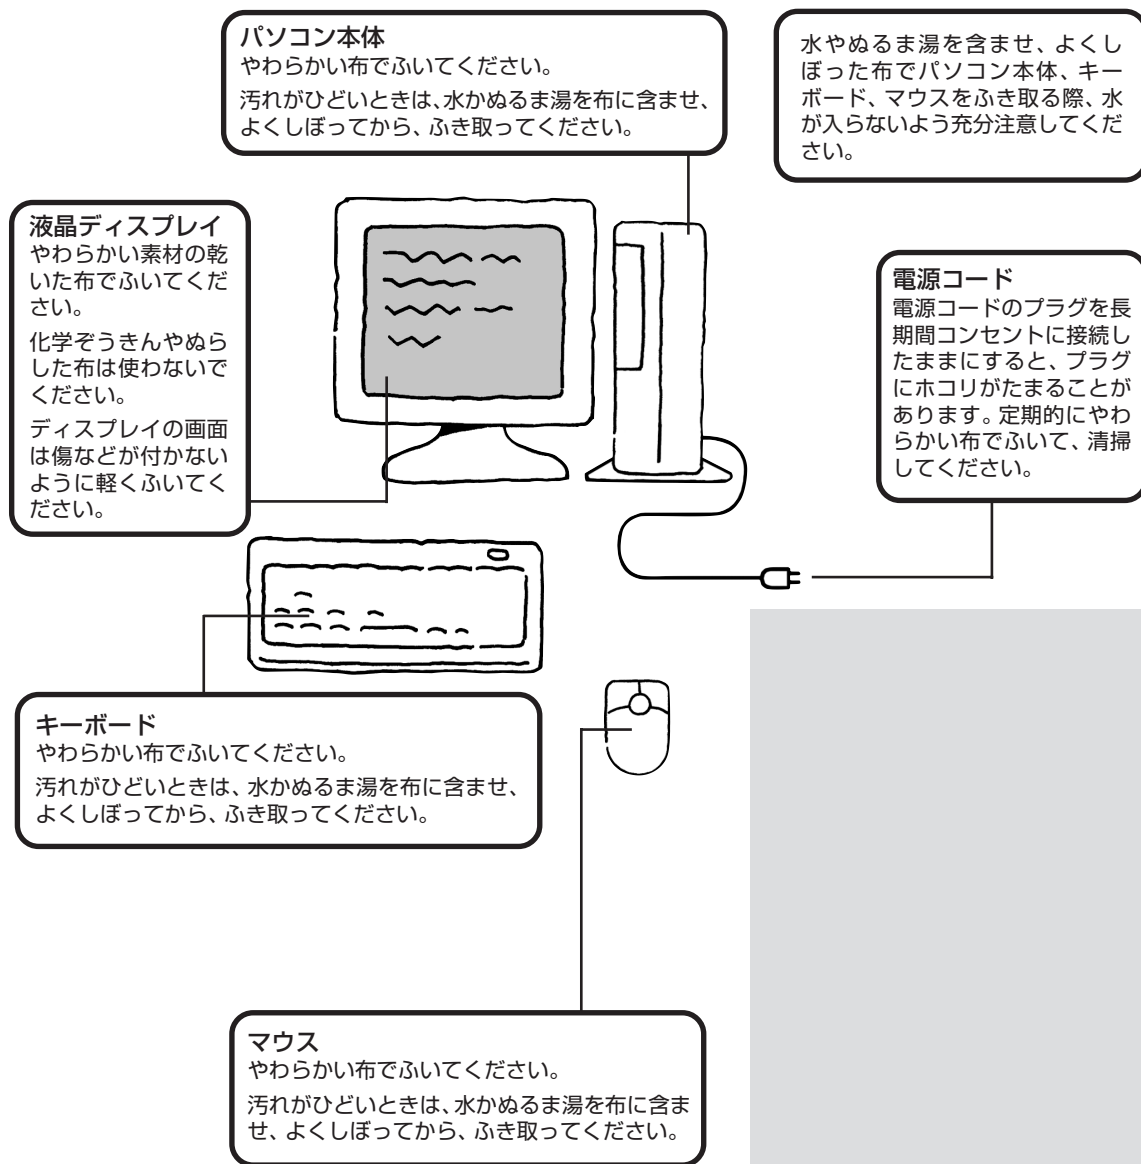 パソコン本体
やわらかい布でふいてください。
汚れがひどいときは、水かぬるま湯を布に含ませ、
よくしぼってから、ふき取ってください。
水やぬるま湯を含ませ、よくし
ぼった布でパソコン本体、キー
ボード、マウスをふき取る際、水
が入らないよう充分注意してくだ
さい。
液晶ディスプレイ
やわらかい素材の乾
いた布でふいてくだ
さい。
化学ぞうきんやぬら
した布は使わないで
ください。
ディスプレイの画面
は傷などが付かない
ように軽くふいてく
ださい。
電源コード
電源コードのプラグを長
期間コンセントに接続し
たままにすると、プラグ
にホコリがたまることが
あります。定期的にやわ
らかい布でふいて、清掃
してください。
キーボード
やわらかい布でふいてください。
汚れがひどいときは、水かぬるま湯を布に含ませ、
よくしぼってから、ふき取ってください。
マウス
やわらかい布でふいてください。
汚れがひどいときは、水かぬるま湯を布に含ま
せ、よくしぼってから、ふき取ってください。